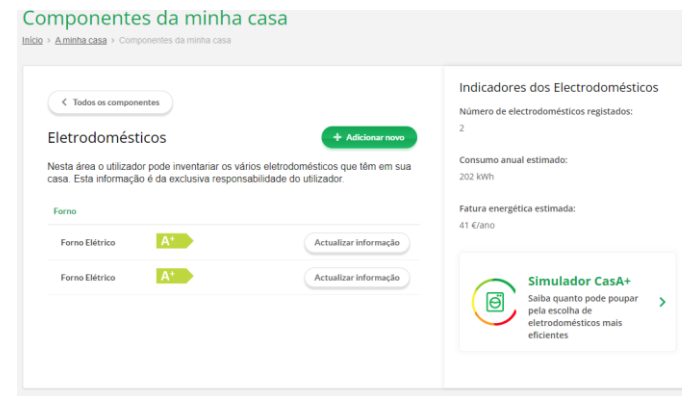 Componentes da minha casa
Início > A minha casa > Componentes da minha casa
< Todos os componentes
Eletrodomésticos
+ Adicionar novo
Nesta área o utilizador pode inventariar os vários eletrodomésticos que têm em sua
casa. Esta informação é da exclusiva responsabilidade do utilizador.
Forno
Forno Elétrico A+ Actualizar informação
Forno Elétrico A+ Actualizar informação
Indicadores dos Electrodomésticos
Número de electrodomésticos registados:
2
Consumo anual estimado:
202 kWh
Fatura energética estimada:
41 €/ano
Simulador CasA+
Saiba quanto pode poupar
pela escolha de
eletrodomésticos mais
eficientes